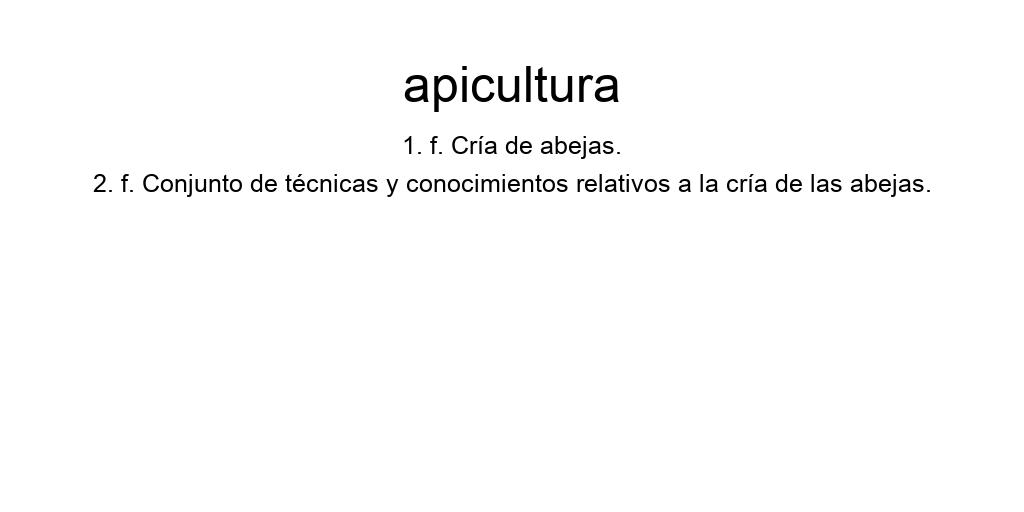 apicultura
1. f. Cría de abejas.
2. f. Conjunto de técnicas y conocimientos relativos a la cría de las abejas.